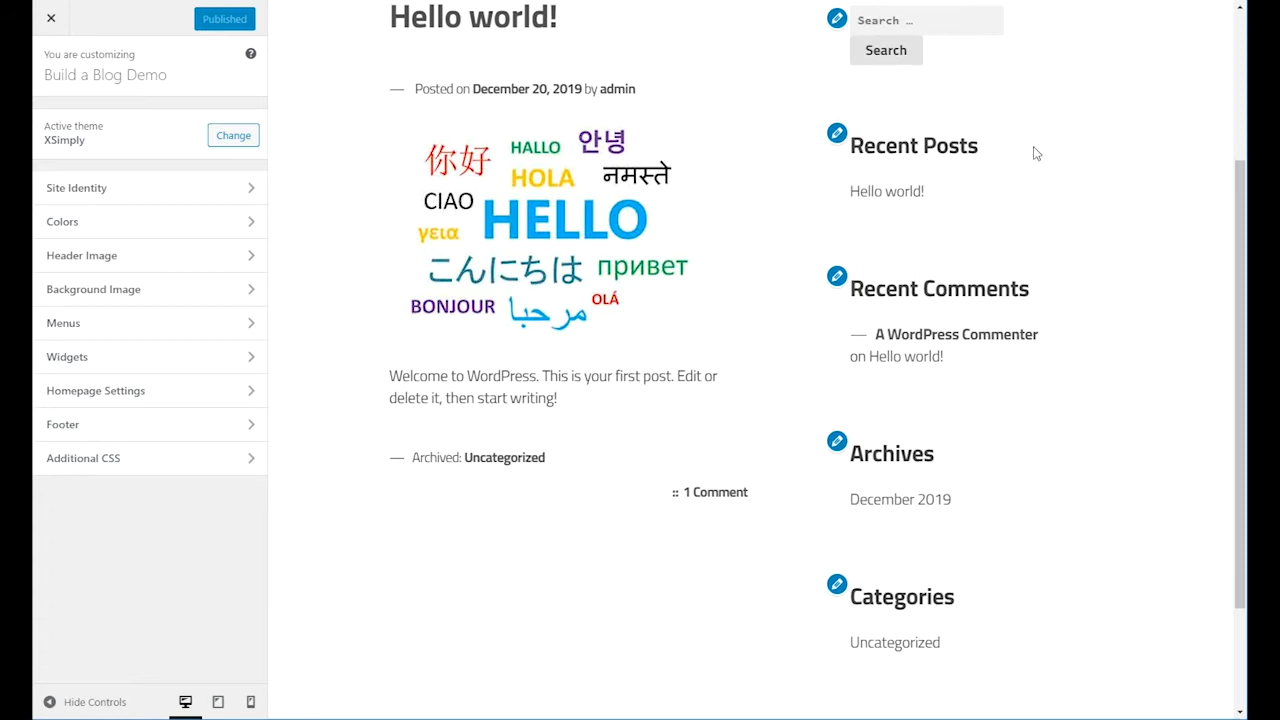 Published
You are customizing
Build a Blog Demo
Active theme
XSimply
Change
Site Identity
Colors
Header Image
Background Image
Menus
Widgets
Homepage Settings
Footer
Additional CSS
Hide Controls
Hello world!
— Posted on December 20, 2019 by admin
你好
HALLO
안녕
HOLA
नमस्ते
CIAO
HELLO
γεια
こんにちは
привет
BONJOUR
مرحبا
OLÁ
Welcome to WordPress. This is your first post. Edit or
delete it, then start writing!
— Archived: Uncategorized
:: 1 Comment
Search …
Search
Recent Posts
Hello world!
Recent Comments
— A WordPress Commenter
on Hello world!
Archives
December 2019
Categories
Uncategorized